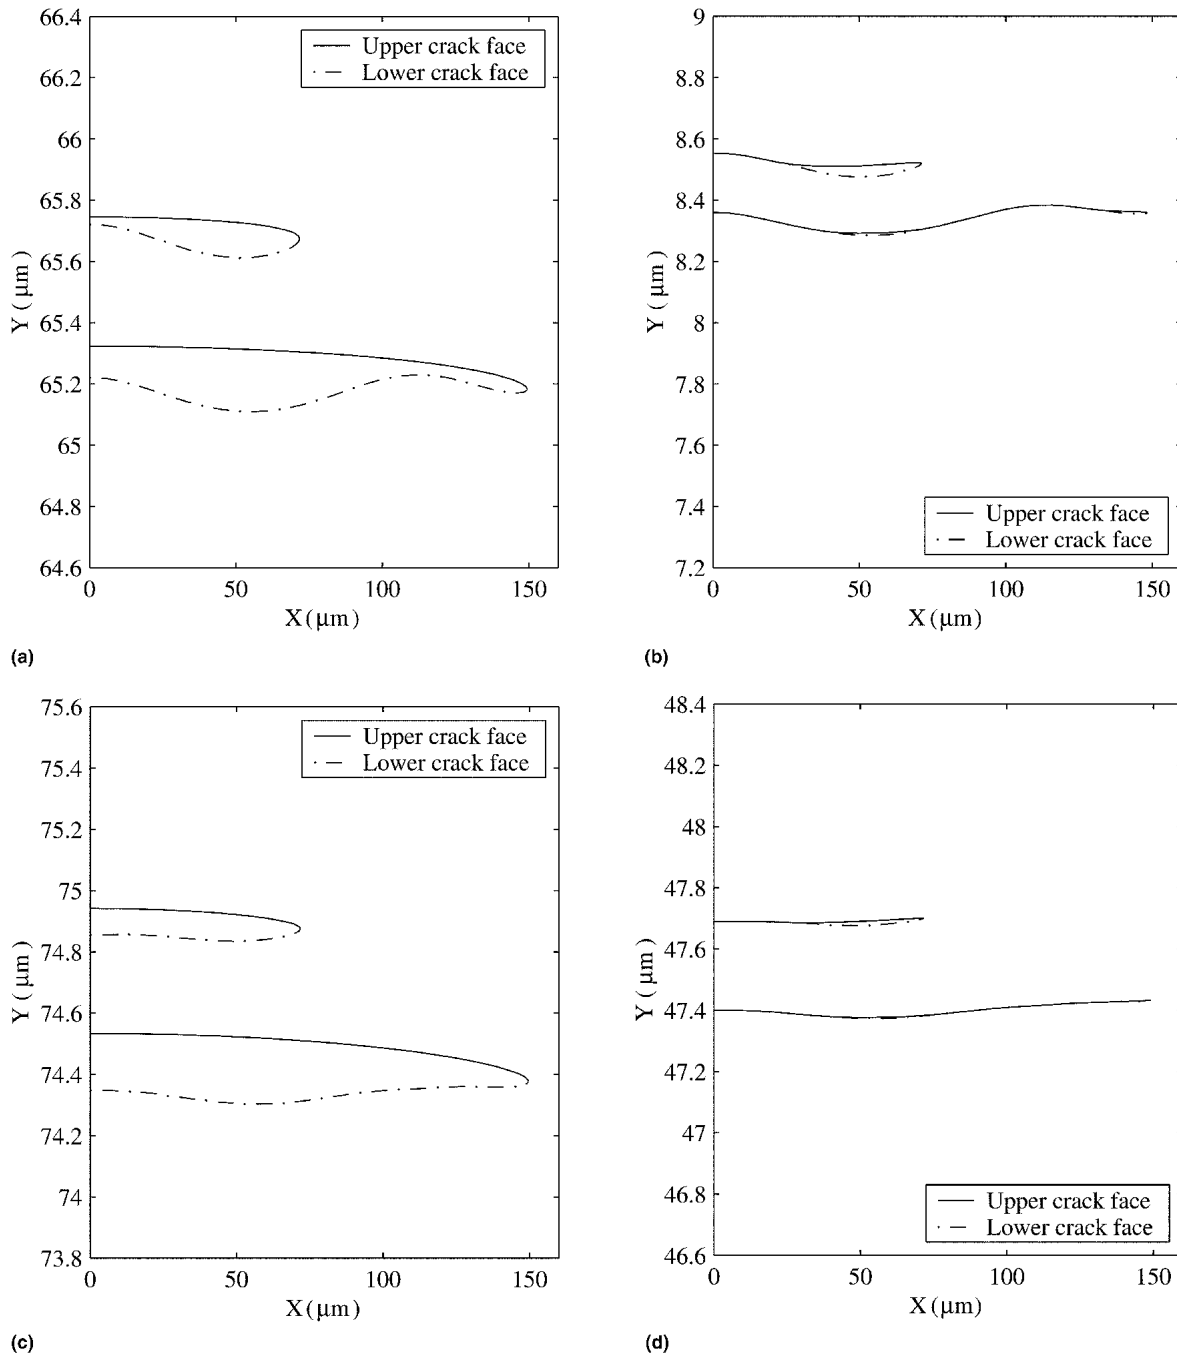 66.4
66.2
66
65.8
65.6
65.4
65.2
65
64.8
64.6
Y (μm)
0 50 100 150
X (μm)
Upper crack face
Lower crack face
(a)
9
8.8
8.6
8.4
8.2
8
7.8
7.6
7.4
7.2
Y (μm)
0 50 100 150
X (μm)
Upper crack face
Lower crack face
(b)
75.6
75.4
75.2
75
74.8
74.6
74.4
74.2
74
73.8
Y (μm)
0 50 100 150
X (μm)
Upper crack face
Lower crack face
(c)
48.4
48.2
48
47.8
47.6
47.4
47.2
47
46.8
46.6
Y (μm)
0 50 100 150
X (μm)
Upper crack face
Lower crack face
(d)